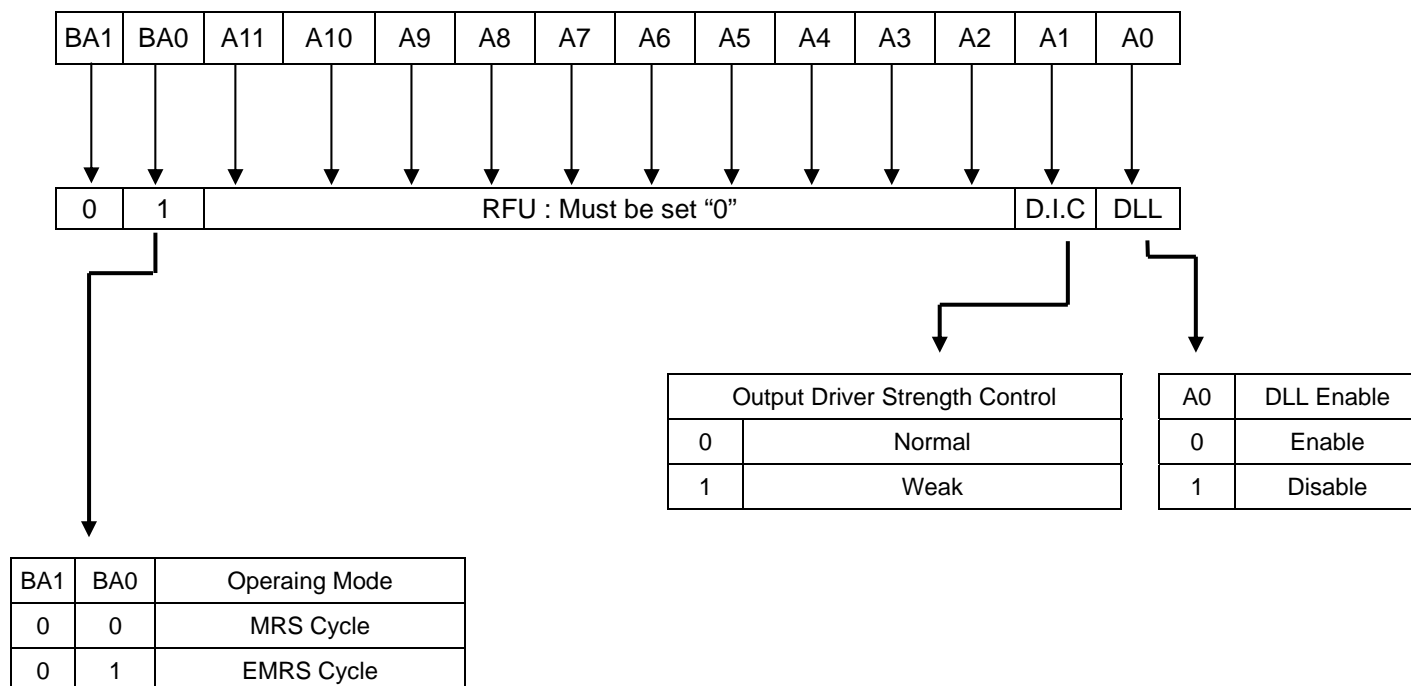 BA1 BA0 A11 A10 A9 A8 A7 A6 A5 A4 A3 A2 A1 A0
0 1 RFU : Must be set “0” D.I.C DLL
Output Driver Strength Control
0 Normal
1 Weak
A0 DLL Enable
0 Enable
1 Disable
BA1 BA0 Operaing Mode
0 0 MRS Cycle
0 1 EMRS Cycle